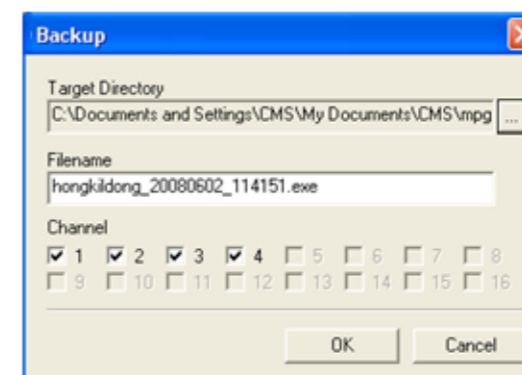 Backup
Target Directory
C:\Documents and Settings\CMS\My Documents\CMS\mpg ...
Filename
hongkildong_20080602_114151.exe
Channel
1 2 3 4 5 6 7 8
9 10 11 12 13 14 15 16
OK Cancel